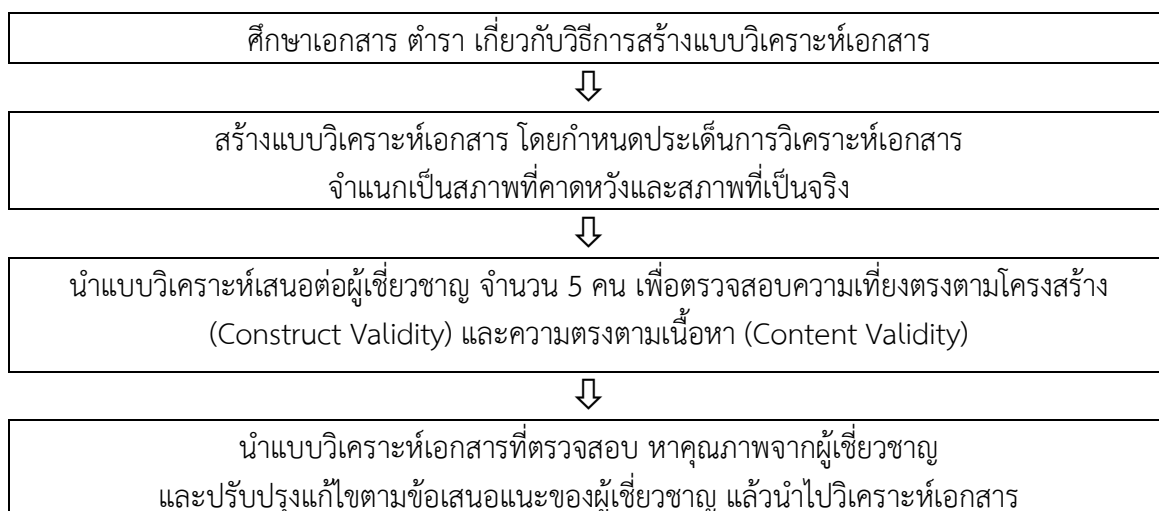 ศึกษาเอกสาร ตำรา เกี่ยวกับวิธีการสร้างแบบวิเคราะห์เอกสาร
สร้างแบบวิเคราะห์เอกสาร โดยกำหนดประเด็นการวิเคราะห์เอกสาร
จำแนกเป็นสภาพที่คาดหวังและสภาพที่เป็นจริง
นำแบบวิเคราะห์เสนอต่อผู้เชี่ยวชาญ จำนวน 5 คน เพื่อตรวจสอบความเที่ยงตรงตามโครงสร้าง
(Construct Validity) และความตรงตามเนื้อหา (Content Validity)
นำแบบวิเคราะห์เอกสารที่ตรวจสอบ หาคุณภาพจากผู้เชี่ยวชาญ
และปรับปรุงแก้ไขตามข้อเสนอแนะของผู้เชี่ยวชาญ แล้วนำไปวิเคราะห์เอกสาร